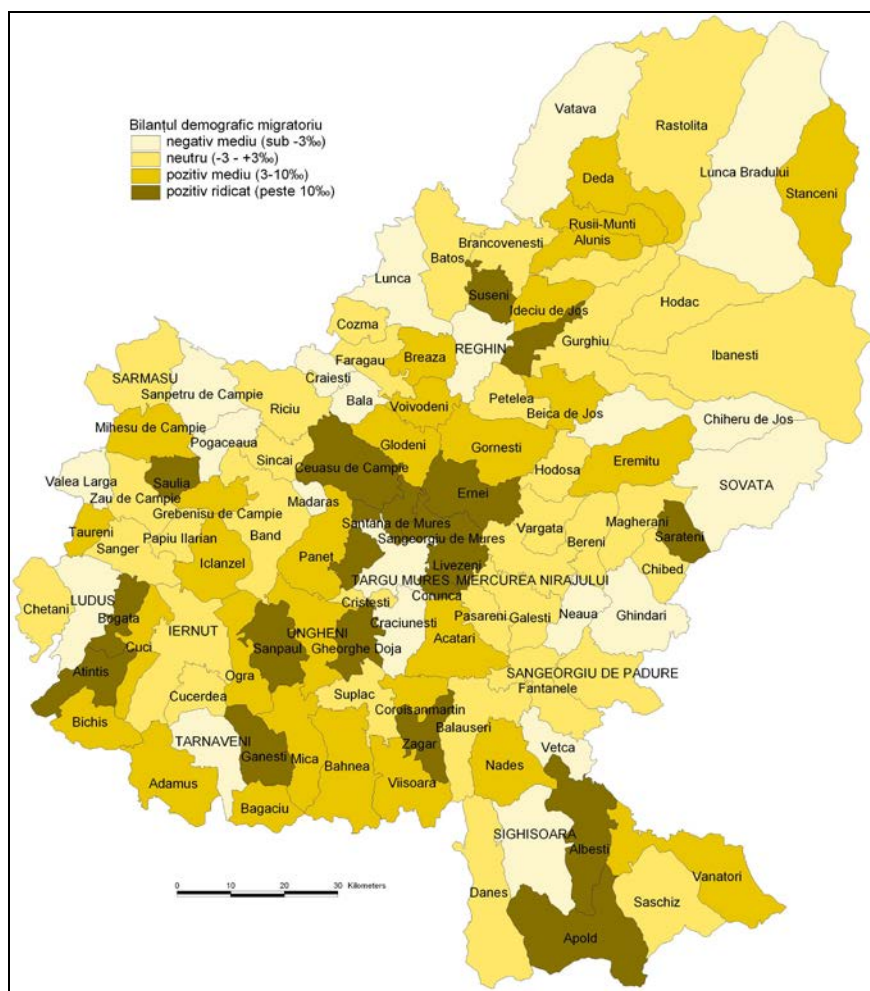 Bilanțul demografic migratoriu
negativ mediu (sub -3‰)
neutru (-3 - +3‰)
pozitiv mediu (3-10‰)
pozitiv ridicat (peste 10‰)
Vatava
Rastolita
Lunca Bradului
Stanceni
Deda
Rusii-Munti
Alunis
Brancovenesti
Batos
Lunca
Suseni
Ideciu de Jos
Hodac
Cozma
Gurghiu
Ibanesti
REGHIN
Faragau
Breaza
Craiesti
SARMASU
Sanpetru de Campie
Riciu
Bala
Voivodeni
Petelea
Beica de Jos
Chiheru de Jos
Mihesu de Campie
Pogaceaua
Glodeni
Gornesti
Sincai
Ceuasu de Campie
Hodosa
Eremitu
Valea Larga
Saulia
SOVATA
Zau de Campie
Madaras
Ernei
Grebenisu de Campie
Santana de Mures
Vargata
Magherani
Sarateni
Taureni
Sanger
Papiu Ilarian
Band
Panet
Sangeorgiu de Mures
Bereni
Iclanzel
Livezeni
Chibed
TARGU MURES
MIERCUREA NIRAJULUI
Chetani
LUDUS
Cristesti
Corunca
Bogata
Craciunesti
Pasareni
Galesti
Neaua
Ghindari
IERNUT
Sanpaul
UNGHENI
Gheorghe Doja
Acatari
Cuci
Atintis
Ogra
SANGEORGIU DE PADURE
Cucerdea
Suplac
Fantanele
Bichis
Coroisanmartin
TARNAVENI
Balauseri
Ganesti
Mica
Bahnea
Zagar
Vetca
Adamus
Viisoara
Nades
Bagaciu
SIGHISOARA
Albesti
Vanatori
Danes
Saschiz
Apold
0 10 20 30 Kilometers